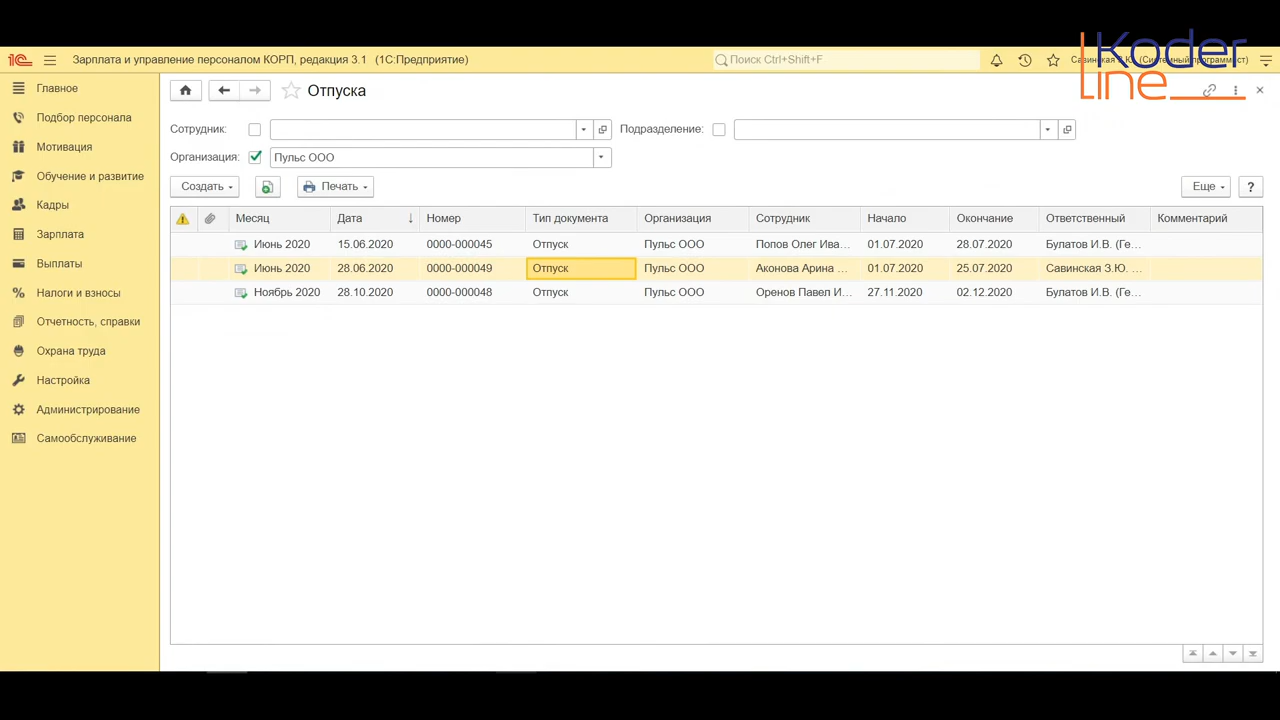 Koder
line
1С Зарплата и управление персоналом КОРП, редакция 3.1 (1С:Предприятие) Поиск Ctrl+Shift+F
Главное
Подбор персонала
Мотивация
Обучение и развитие
Кадры
Зарплата
Выплаты
Налоги и взносы
Отчетность, справки
Охрана труда
Настройка
Администрирование
Самообслуживание
Отпуска
Сотрудник: Подразделение:
Организация: Пульс ООО
Создать Печать Еще ?
Месяц Дата Номер Тип документа Организация Сотрудник Начало Окончание Ответственный Комментарий
Июнь 2020 15.06.2020 0000-000045 Отпуск Пульс ООО Попов Олег Ива... 01.07.2020 28.07.2020 Булатов И.В. (Ге...
Июнь 2020 28.06.2020 0000-000049 Отпуск Пульс ООО Аконова Арина ... 01.07.2020 25.07.2020 Савинская З.Ю. ...
Ноябрь 2020 28.10.2020 0000-000048 Отпуск Пульс ООО Оренов Павел И... 27.11.2020 02.12.2020 Булатов И.В. (Ге...